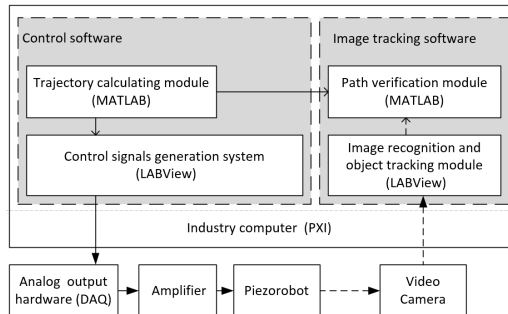 Control software
Image tracking software
Trajectory calculating module
(MATLAB)
Path verification module
(MATLAB)
Control signals generation system
(LABView)
Image recognition and
object tracking module
(LABView)
Industry computer (PXI)
Analog output
hardware (DAQ)
Amplifier
Piezorobot
Video
Camera